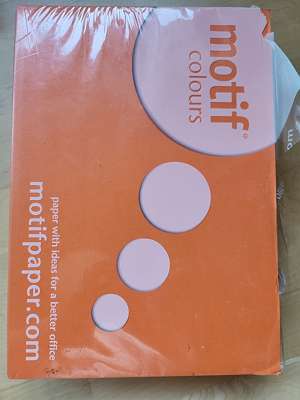 motif®
colours
paper with ideas for a better office
motifpaper.com